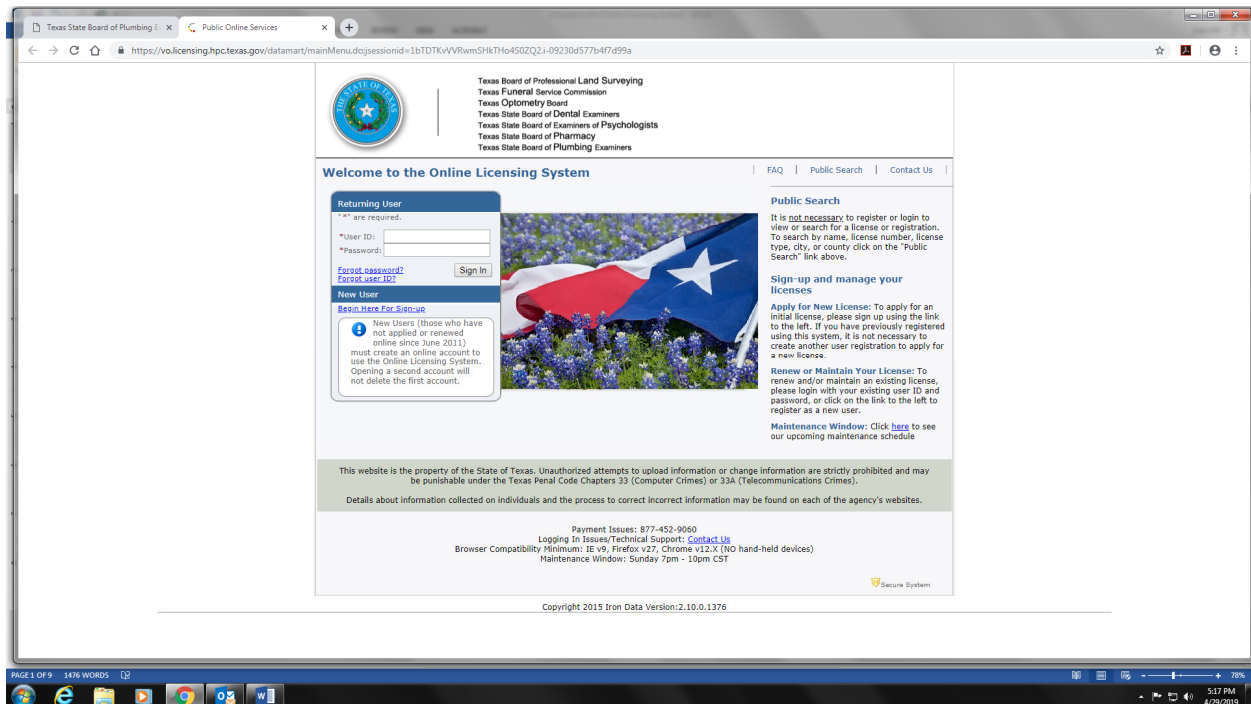 Texas State Board of Plumbing E
Public Online Services
https://vo.licensing.hpc.texas.gov/datamart/mainMenu.do;jsessionid=1bTDTKvVVRwmSHkTHo4S0ZQ2.i-09230d577b4f7d99a
THE STATE OF TEXAS
Texas Board of Professional Land Surveying
Texas Funeral Service Commission
Texas Optometry Board
Texas State Board of Dental Examiners
Texas State Board of Examiners of Psychologists
Texas State Board of Pharmacy
Texas State Board of Plumbing Examiners
Welcome to the Online Licensing System
| FAQ | Public Search | Contact Us |
Returning User
"*" are required.
*User ID:
*Password:
Forgot password?
Sign In
Forgot user ID?
New User
Begin Here For Sign-up
New Users (those who have
not applied or renewed
online since June 2011)
must create an online account to
use the Online Licensing System.
Opening a second account will
not delete the first account.
Public Search
It is not necessary to register or login to
view or search for a license or registration.
To search by name, license number, license
type, city, or county click on the "Public
Search" link above.
Sign-up and manage your
licenses
Apply for New License: To apply for an
initial license, please sign up using the link
to the left. If you have previously registered
using this system, it is not necessary to
create another user registration to apply for
a new license.
Renew or Maintain Your License: To
renew and/or maintain an existing license,
please login with your existing user ID and
password, or click on the link to the left to
register as a new user.
Maintenance Window: Click here to see
our upcoming maintenance schedule
This website is the property of the State of Texas. Unauthorized attempts to upload information or change information are strictly prohibited and may
be punishable under the Texas Penal Code Chapters 33 (Computer Crimes) or 33A (Telecommunications Crimes).
Details about information collected on individuals and the process to correct incorrect information may be found on each of the agency's websites.
Payment Issues: 877-452-9060
Logging In Issues/Technical Support: Contact Us
Browser Compatibility Minimum: IE v9, Firefox v27, Chrome v12.X (NO hand-held devices)
Maintenance Window: Sunday 7pm - 10pm CST
Secure System
Copyright 2015 Iron Data Version:2.10.0.1376
PAGE 1 OF 9 1476 WORDS
78%
5:17 PM
4/29/2019